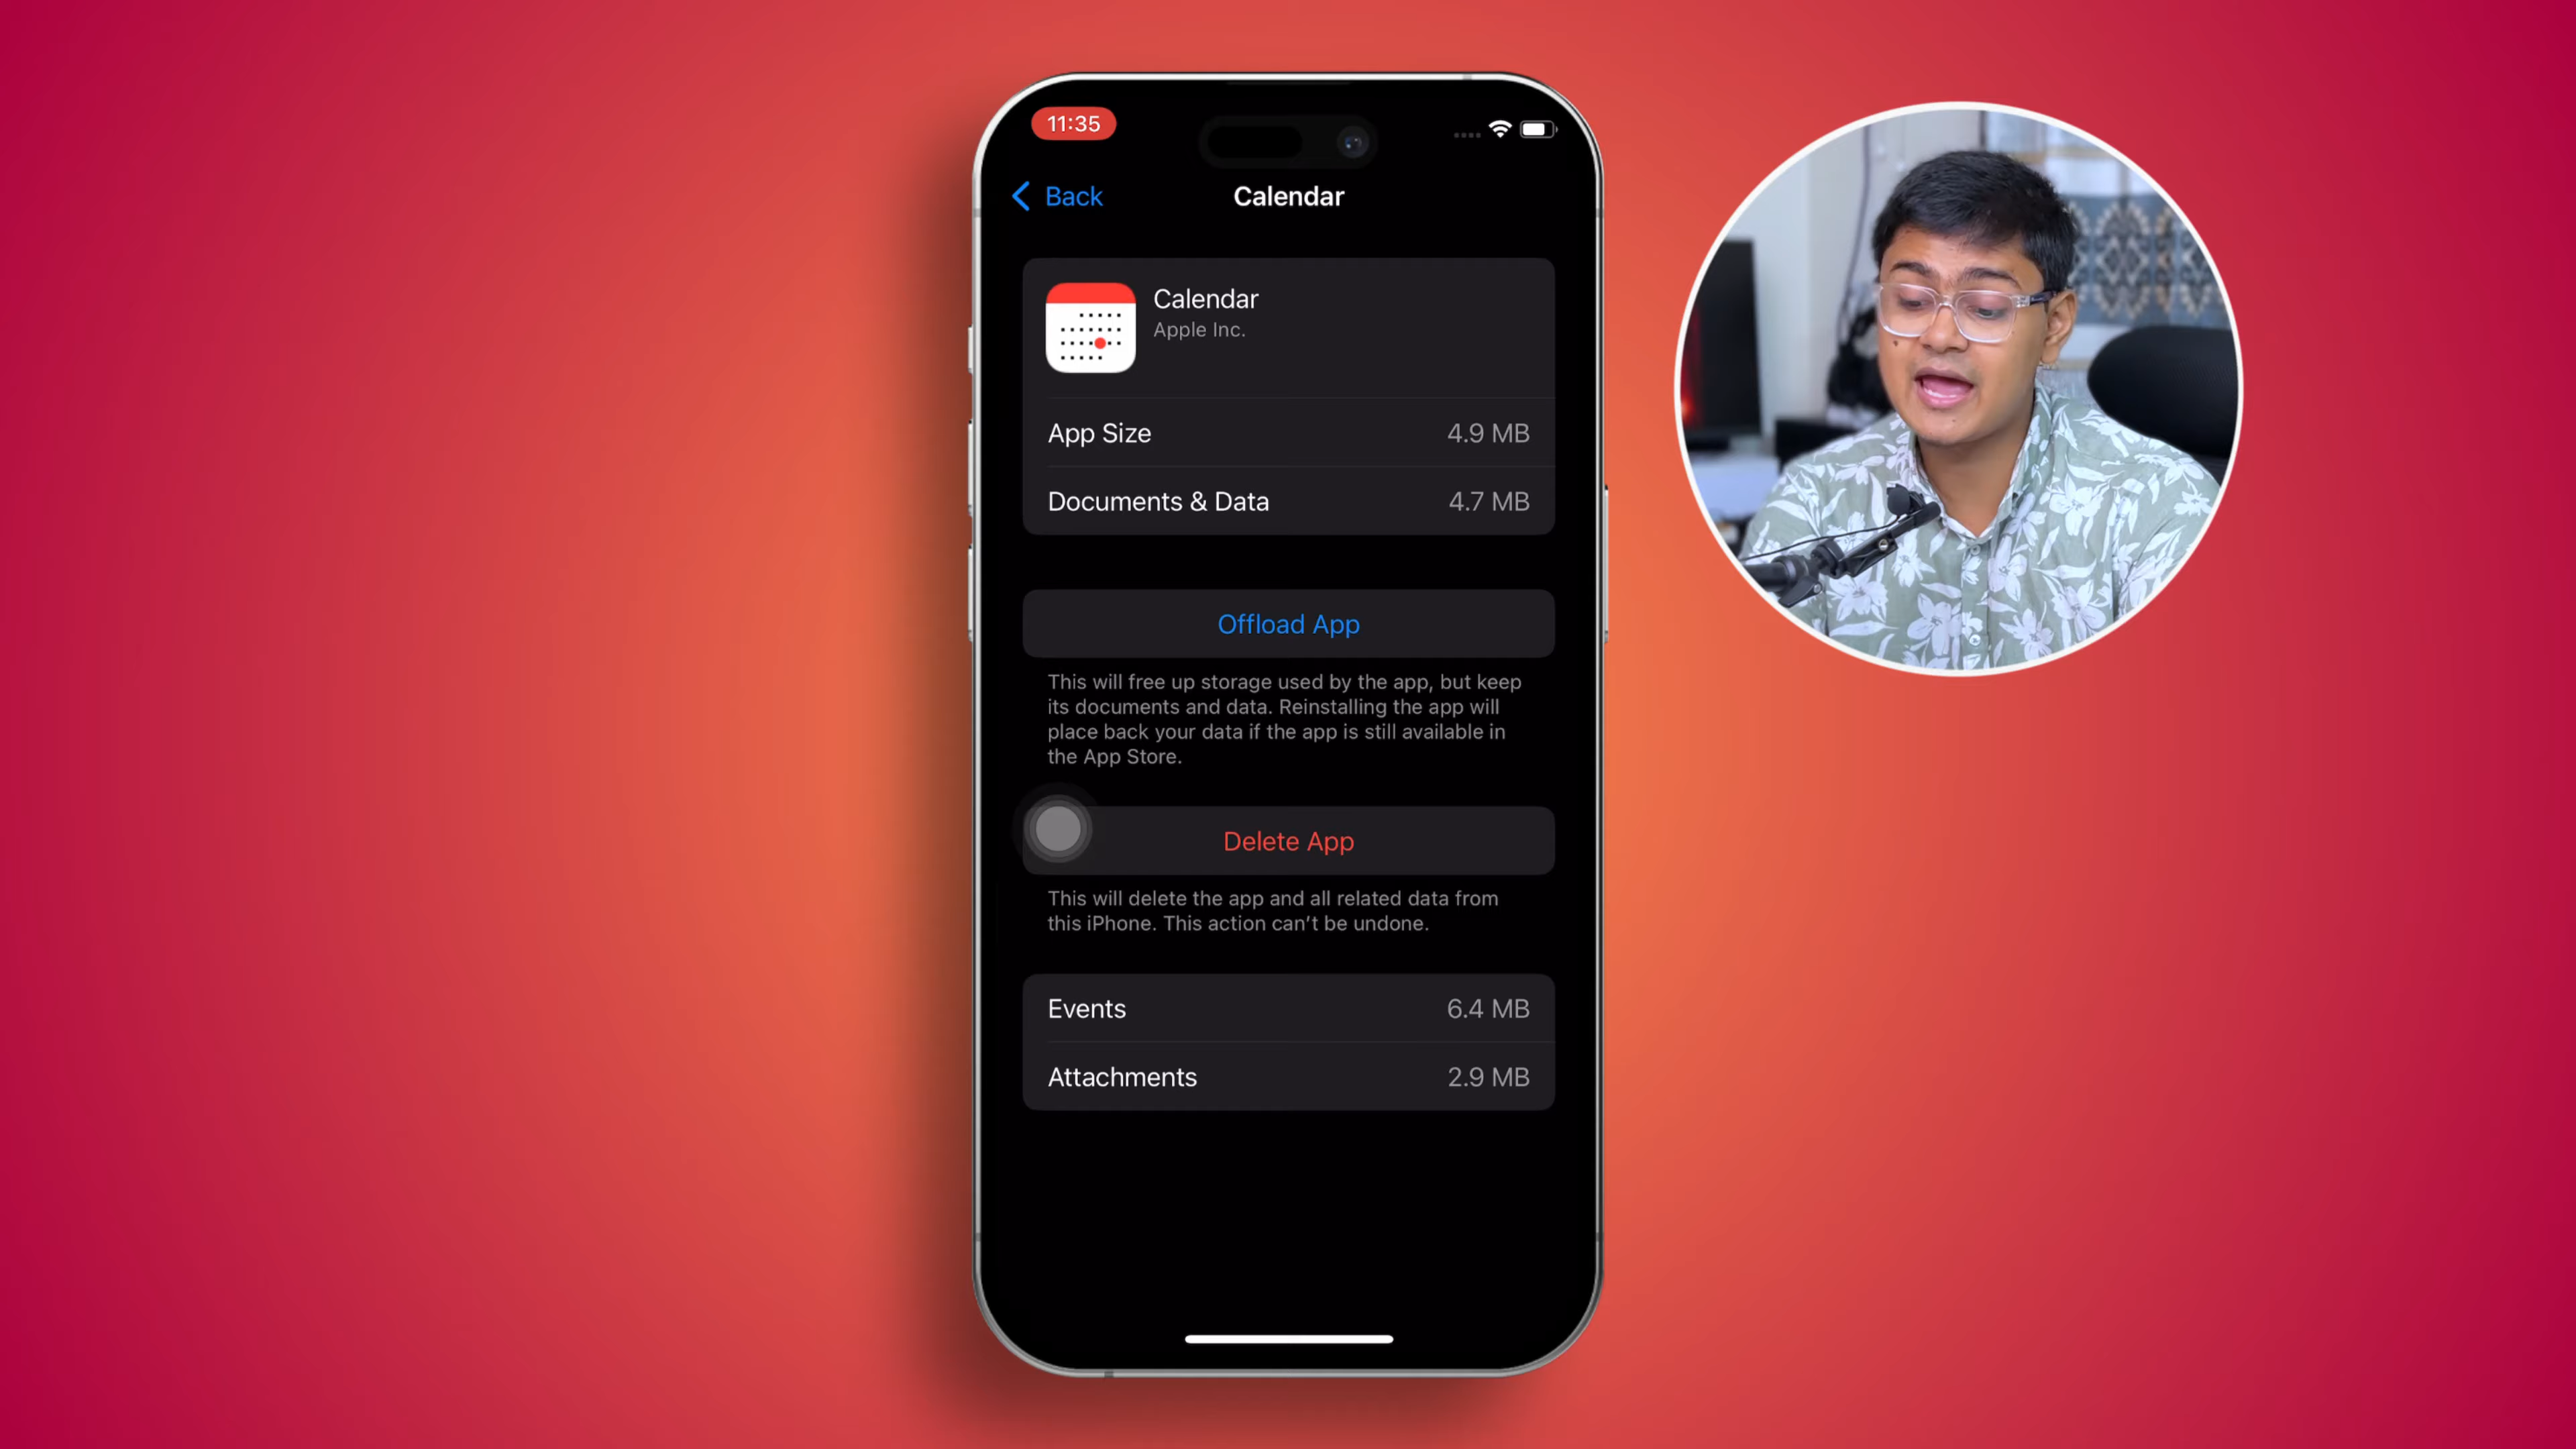 11:35
Back
Calendar
Calendar
Apple Inc.
App Size 4.9 MB
Documents & Data 4.7 MB
Offload App
This will free up storage used by the app, but keep
its documents and data. Reinstalling the app will
place back your data if the app is still available in
the App Store.
Delete App
This will delete the app and all related data from
this iPhone. This action can’t be undone.
Events 6.4 MB
Attachments 2.9 MB